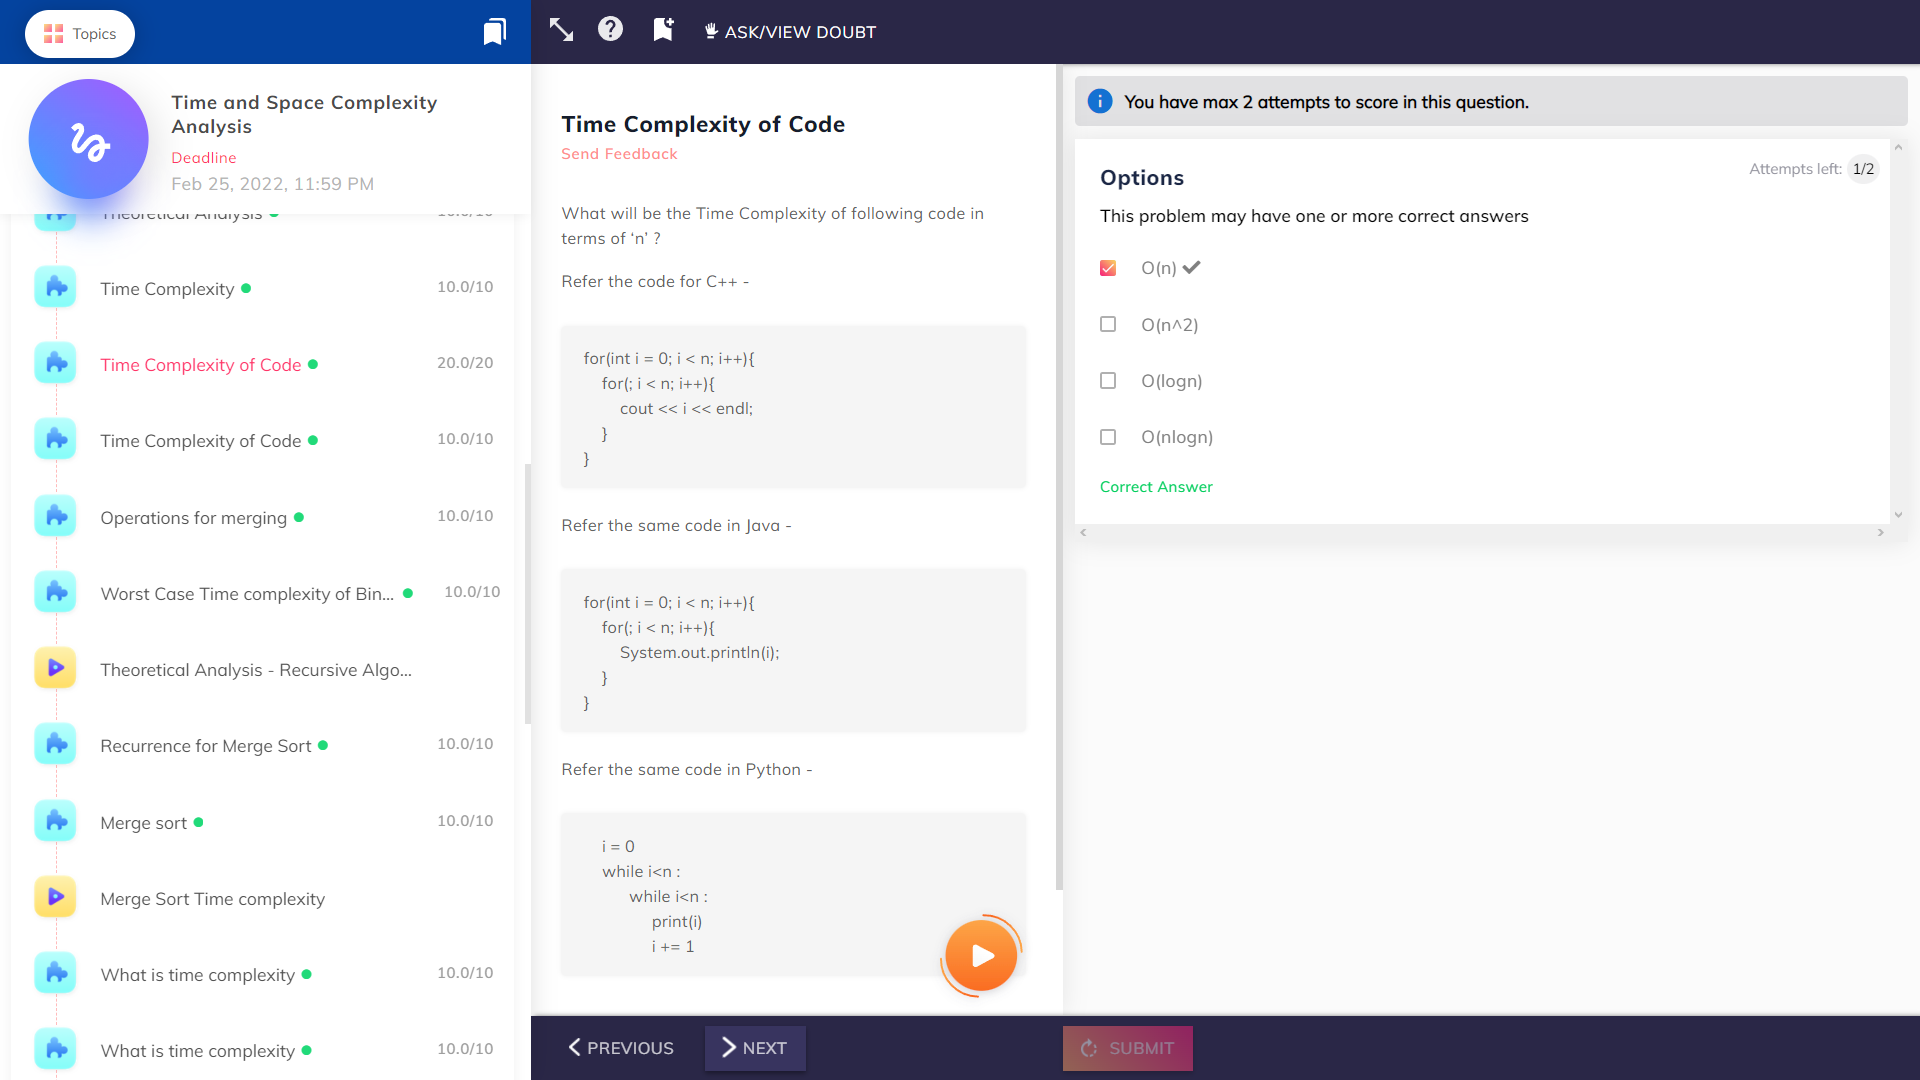 Topics
ASK/VIEW DOUBT
Time and Space Complexity
Analysis
Deadline
Feb 25, 2022, 11:59 PM
Theoretical Analysis 10.0/10
Time Complexity 10.0/10
Time Complexity of Code 20.0/20
Time Complexity of Code 10.0/10
Operations for merging 10.0/10
Worst Case Time complexity of Bin... 10.0/10
Theoretical Analysis - Recursive Algo...
Recurrence for Merge Sort 10.0/10
Merge sort 10.0/10
Merge Sort Time complexity
What is time complexity 10.0/10
What is time complexity 10.0/10
Time Complexity of Code
Send Feedback
What will be the Time Complexity of following code in
terms of ‘n’ ?
Refer the code for C++ -
for(int i = 0; i < n; i++){
for(; i < n; i++){
cout << i << endl;
}
}
Refer the same code in Java -
for(int i = 0; i < n; i++){
for(; i < n; i++){
System.out.println(i);
}
}
Refer the same code in Python -
i = 0
while i<n :
while i<n :
print(i)
i += 1
PREVIOUS
NEXT
You have max 2 attempts to score in this question.
Attempts left: 1/2
Options
This problem may have one or more correct answers
O(n)
O(n^2)
O(logn)
O(nlogn)
Correct Answer
SUBMIT